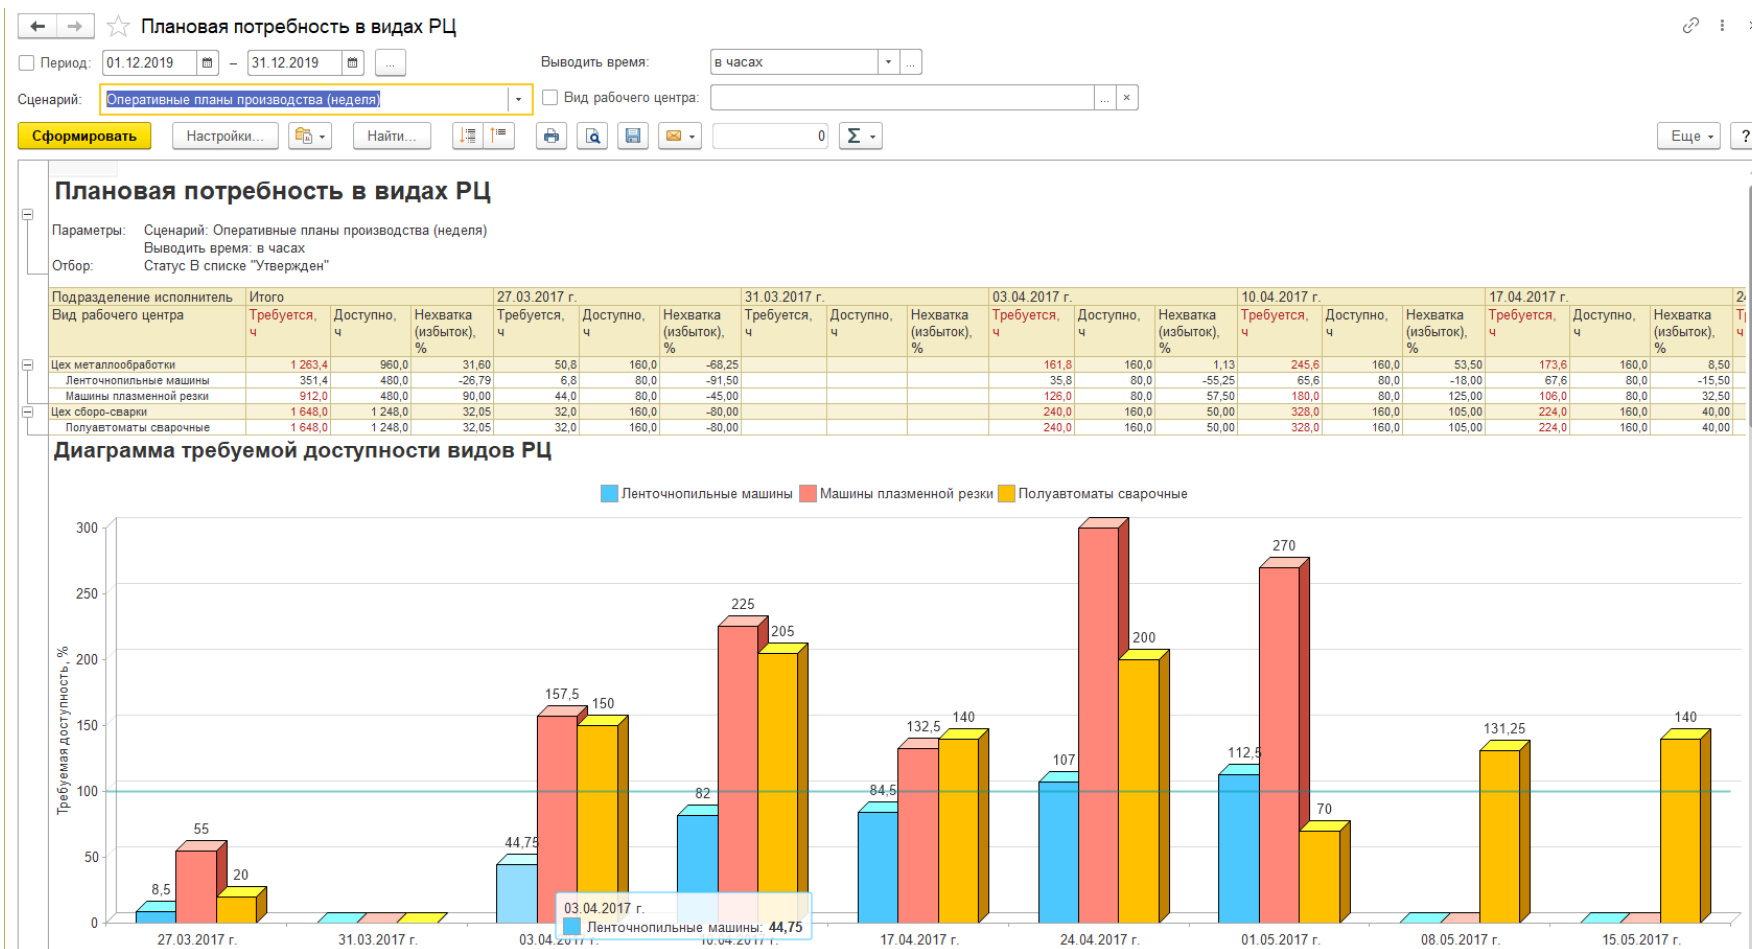 Плановая потребность в видах РЦ
Период: 01.12.2019 – 31.12.2019 ... Выводить время: в часах ...
Сценарий: Оперативные планы производства (неделя) Вид рабочего центра: ... ×
Сформировать Настройки... Найти... 0 Σ Еще ?
Плановая потребность в видах РЦ
Параметры: Сценарий: Оперативные планы производства (неделя)
Выводить время: в часах
Отбор: Статус В списке "Утвержден"
Подразделение исполнитель Итого 27.03.2017 г. 31.03.2017 г. 03.04.2017 г. 10.04.2017 г. 17.04.2017 г.
Вид рабочего центра Требуется, Доступно, Нехватка Требуется, Доступно, Нехватка Требуется, Доступно, Нехватка Требуется, Доступно, Нехватка Требуется, Доступно, Нехватка Требуется, Доступно, Нехватка
ч ч (избыток), ч ч (избыток), ч ч (избыток), ч ч (избыток), ч ч (избыток), ч ч (избыток), ч
% % % % % %
Цех металлообработки 1 263,4 960,0 31,60 50,8 160,0 -68,25 161,8 160,0 1,13 245,6 160,0 53,50 173,6 160,0 8,50
Ленточнопильные машины 351,4 480,0 -26,79 6,8 80,0 -91,50 35,8 80,0 -55,25 65,6 80,0 -18,00 67,6 80,0 -15,50
Машины плазменной резки 912,0 480,0 90,00 44,0 80,0 -45,00 126,0 80,0 57,50 180,0 80,0 125,00 106,0 80,0 32,50
Цех сборо-сварки 1 648,0 1 248,0 32,05 32,0 160,0 -80,00 240,0 160,0 50,00 328,0 160,0 105,00 224,0 160,0 40,00
Полуавтоматы сварочные 1 648,0 1 248,0 32,05 32,0 160,0 -80,00 240,0 160,0 50,00 328,0 160,0 105,00 224,0 160,0 40,00
Диаграмма требуемой доступности видов РЦ
Ленточнопильные машины Машины плазменной резки Полуавтоматы сварочные
Требуемая доступность, %
300
250
200
150
100
50
0
8,5 55 20
44,75 157,5 150
82 225 205
84,5 132,5 140
107 200
112,5 270 70
131,25
140
03.04.2017 г.
Ленточнопильные машины: 44,75
27.03.2017 г. 31.03.2017 г. 03.04.2017 г. 10.04.2017 г. 17.04.2017 г. 24.04.2017 г. 01.05.2017 г. 08.05.2017 г. 15.05.2017 г.